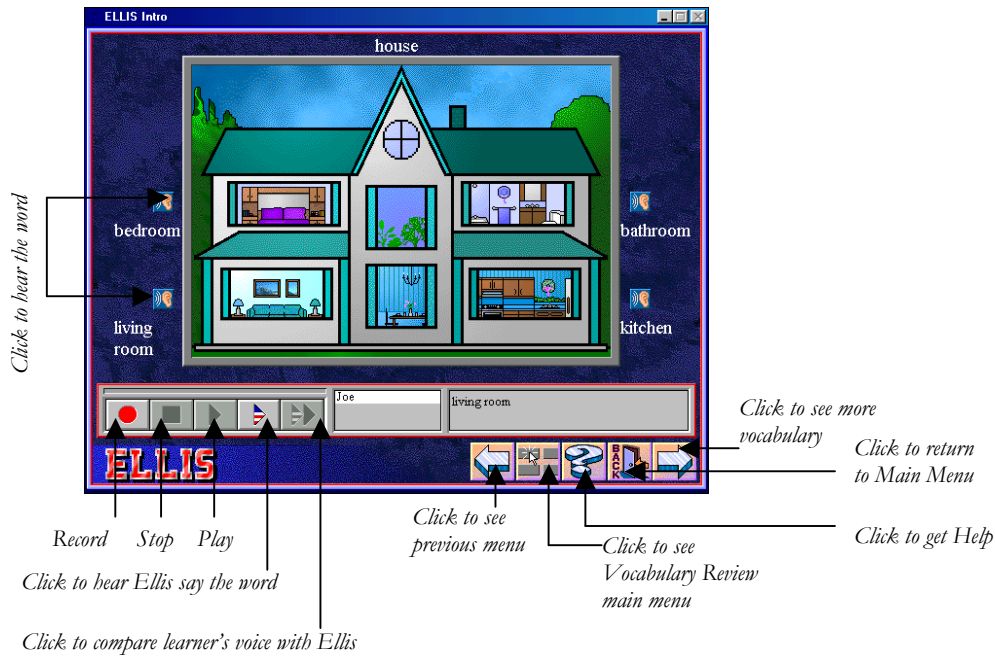 ELLIS Intro
house
Click to hear the word
bedroom
bathroom
living
room
kitchen
Joe
living room
ELLIS
BACK
Click to see more
vocabulary
Click to return
to Main Menu
Click to get Help
Record
Stop
Play
Click to see
previous menu
Click to see
Vocabulary Review
main menu
Click to hear Ellis say the word
Click to compare learner's voice with Ellis